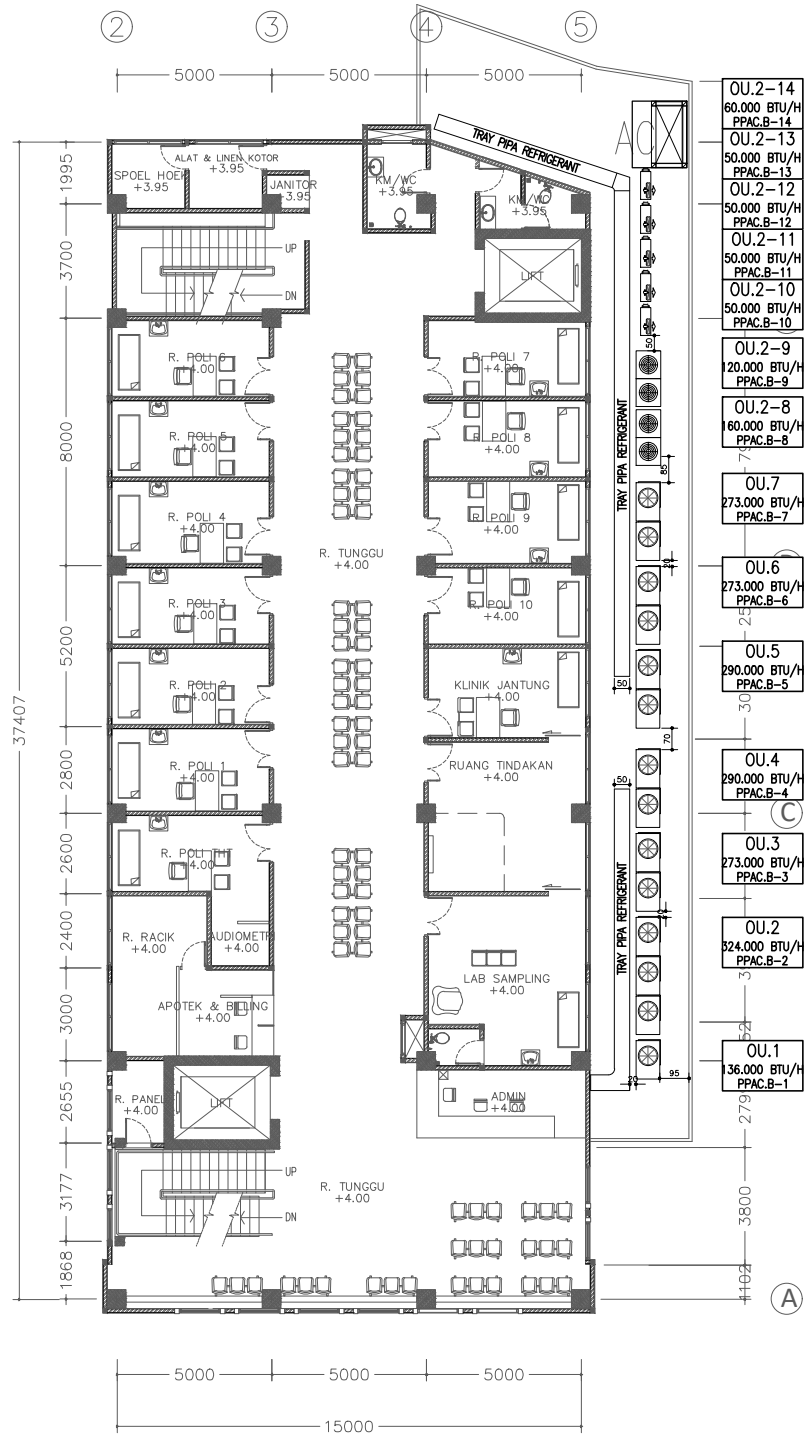 2
3
4
5
5000
5000
5000
OU.2-14
60.000 BTU/H
PPAC.B-14
OU.2-13
50.000 BTU/H
PPAC.B-13
OU.2-12
50.000 BTU/H
PPAC.B-12
OU.2-11
50.000 BTU/H
PPAC.B-11
OU.2-10
50.000 BTU/H
PPAC.B-10
OU.2-9
120.000 BTU/H
PPAC.B-9
OU.2-8
160.000 BTU/H
PPAC.B-8
OU.7
273.000 BTU/H
PPAC.B-7
OU.6
273.000 BTU/H
PPAC.B-6
OU.5
290.000 BTU/H
PPAC.B-5
OU.4
290.000 BTU/H
PPAC.B-4
OU.3
273.000 BTU/H
PPAC.B-3
OU.2
324.000 BTU/H
PPAC.B-2
OU.1
136.000 BTU/H
PPAC.B-1
TRAY PIPA REFRIGERANT
AC
ALAT & LINEN KOTOR
+3.95
SPOEL HOEK
+3.95
JANITOR
+3.95
KM/WC
+3.95
KM/WC
+3.95
UP
DN
LIFT
R. POLI 6
+4.00
R. POLI 7
+4.00
R. POLI 5
+4.00
R. POLI 8
+4.00
R. POLI 4
+4.00
R. POLI 9
+4.00
R. TUNGGU
+4.00
R. POLI 3
+4.00
R. POLI 10
+4.00
R. POLI 2
+4.00
KLINIK JANTUNG
+4.00
R. POLI 1
+4.00
RUANG TINDAKAN
+4.00
R. POLI THT
+4.00
R. RACIK
+4.00
AUDIOMETRI
+4.00
LAB SAMPLING
+4.00
APOTEK & BILLING
+4.00
R. PANEL
+4.00
LIFT
ADMIN
+4.00
R. TUNGGU
+4.00
UP
DN
TRAY PIPA REFRIGERANT
TRAY PIPA REFRIGERANT
50
85
20
50
70
50
20
95
1995
3700
8000
5200
2800
2600
2400
3000
2655
3177
1868
37407
3800
1102
C
A
5000
5000
5000
15000